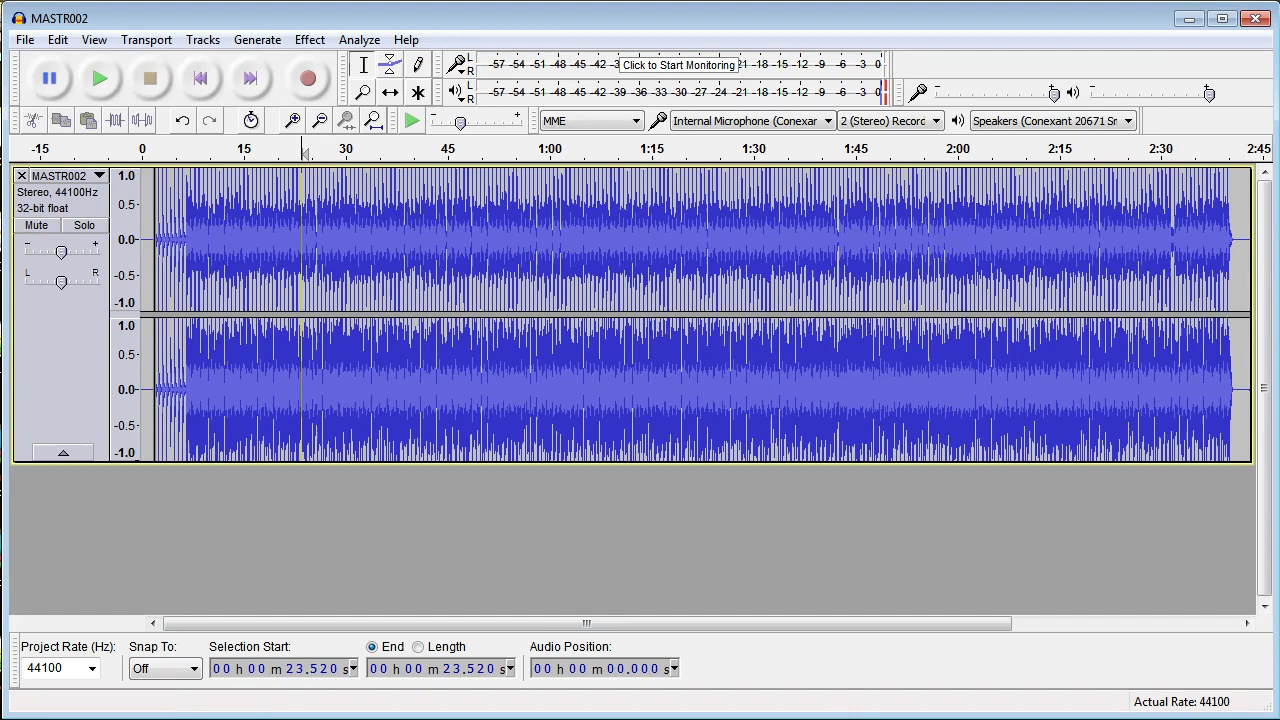 MASTR002
File Edit View Transport Tracks Generate Effect Analyze Help
L -57 -54 -51 -48 -45 -42 -3 Click to Start Monitoring 21 -18 -15 -12 -9 -6 -3 0
R
L -57 -54 -51 -48 -45 -42 -39 -36 -33 -30 -27 -24 -21 -18 -15 -12 -9 -6 -3 0
R
MME Internal Microphone (Conexar 2 (Stereo) Record Speakers (Conexant 20671 Sr
-15 0 15 30 45 1:00 1:15 1:30 1:45 2:00 2:15 2:30 2:45
MASTR002
Stereo, 44100Hz
32-bit float
Mute Solo
- +
L R
1.0
0.5
0.0
-0.5
-1.0
1.0
0.5
0.0
-0.5
-1.0
Project Rate (Hz): Snap To: Selection Start: End Length Audio Position:
44100 Off 00 h 00 m 23.520 s 00 h 00 m 23.520 s 00 h 00 m 00.000 s
Actual Rate: 44100